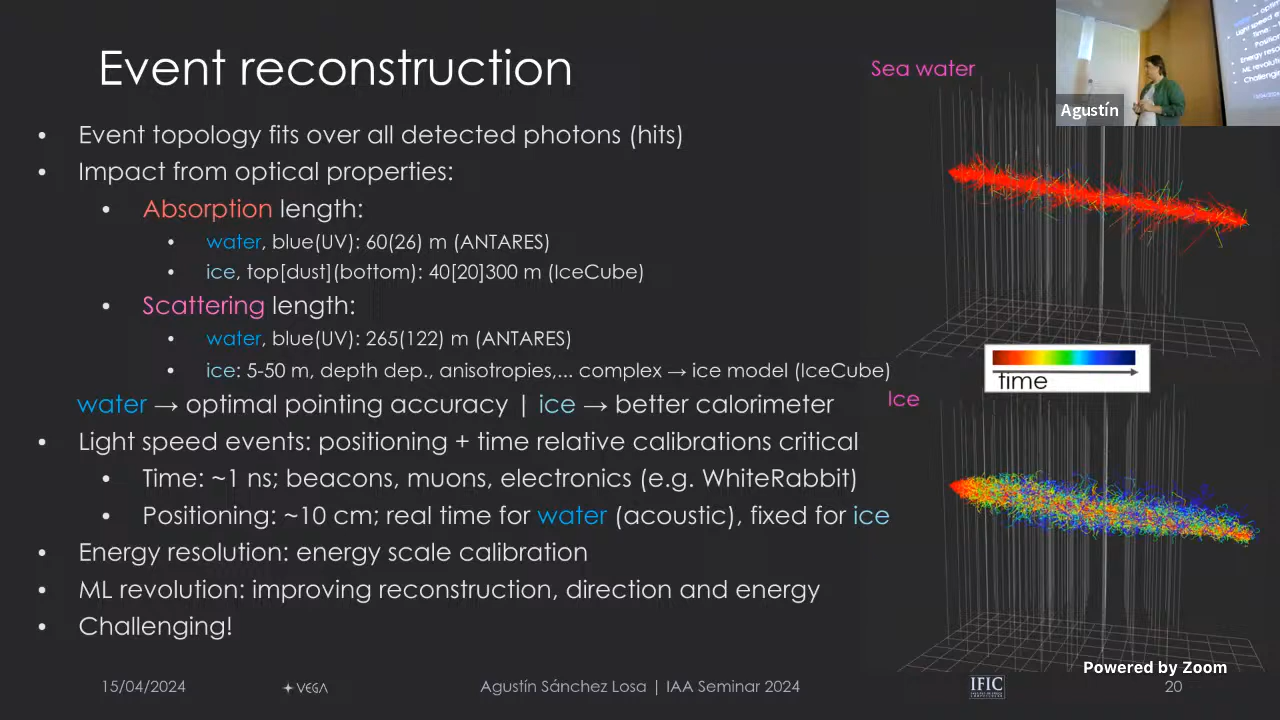 Event reconstruction
• Event topology fits over all detected photons (hits)
• Impact from optical properties:
• Absorption length:
• water, blue(UV): 60(26) m (ANTARES)
• ice, top[dust](bottom): 40[20]300 m (IceCube)
• Scattering length:
• water, blue(UV): 265(122) m (ANTARES)
• ice: 5-50 m, depth dep., anisotropies,... complex → ice model (IceCube)
water → optimal pointing accuracy | ice → better calorimeter
• Light speed events: positioning + time relative calibrations critical
• Time: ~1 ns; beacons, muons, electronics (e.g. WhiteRabbit)
• Positioning: ~10 cm; real time for water (acoustic), fixed for ice
• Energy resolution: energy scale calibration
• ML revolution: improving reconstruction, direction and energy
• Challenging!
Sea water
time
Ice
Agustín
Powered by Zoom
15/04/2024
VEGA
Agustín Sánchez Losa | IAA Seminar 2024
IFIC
20